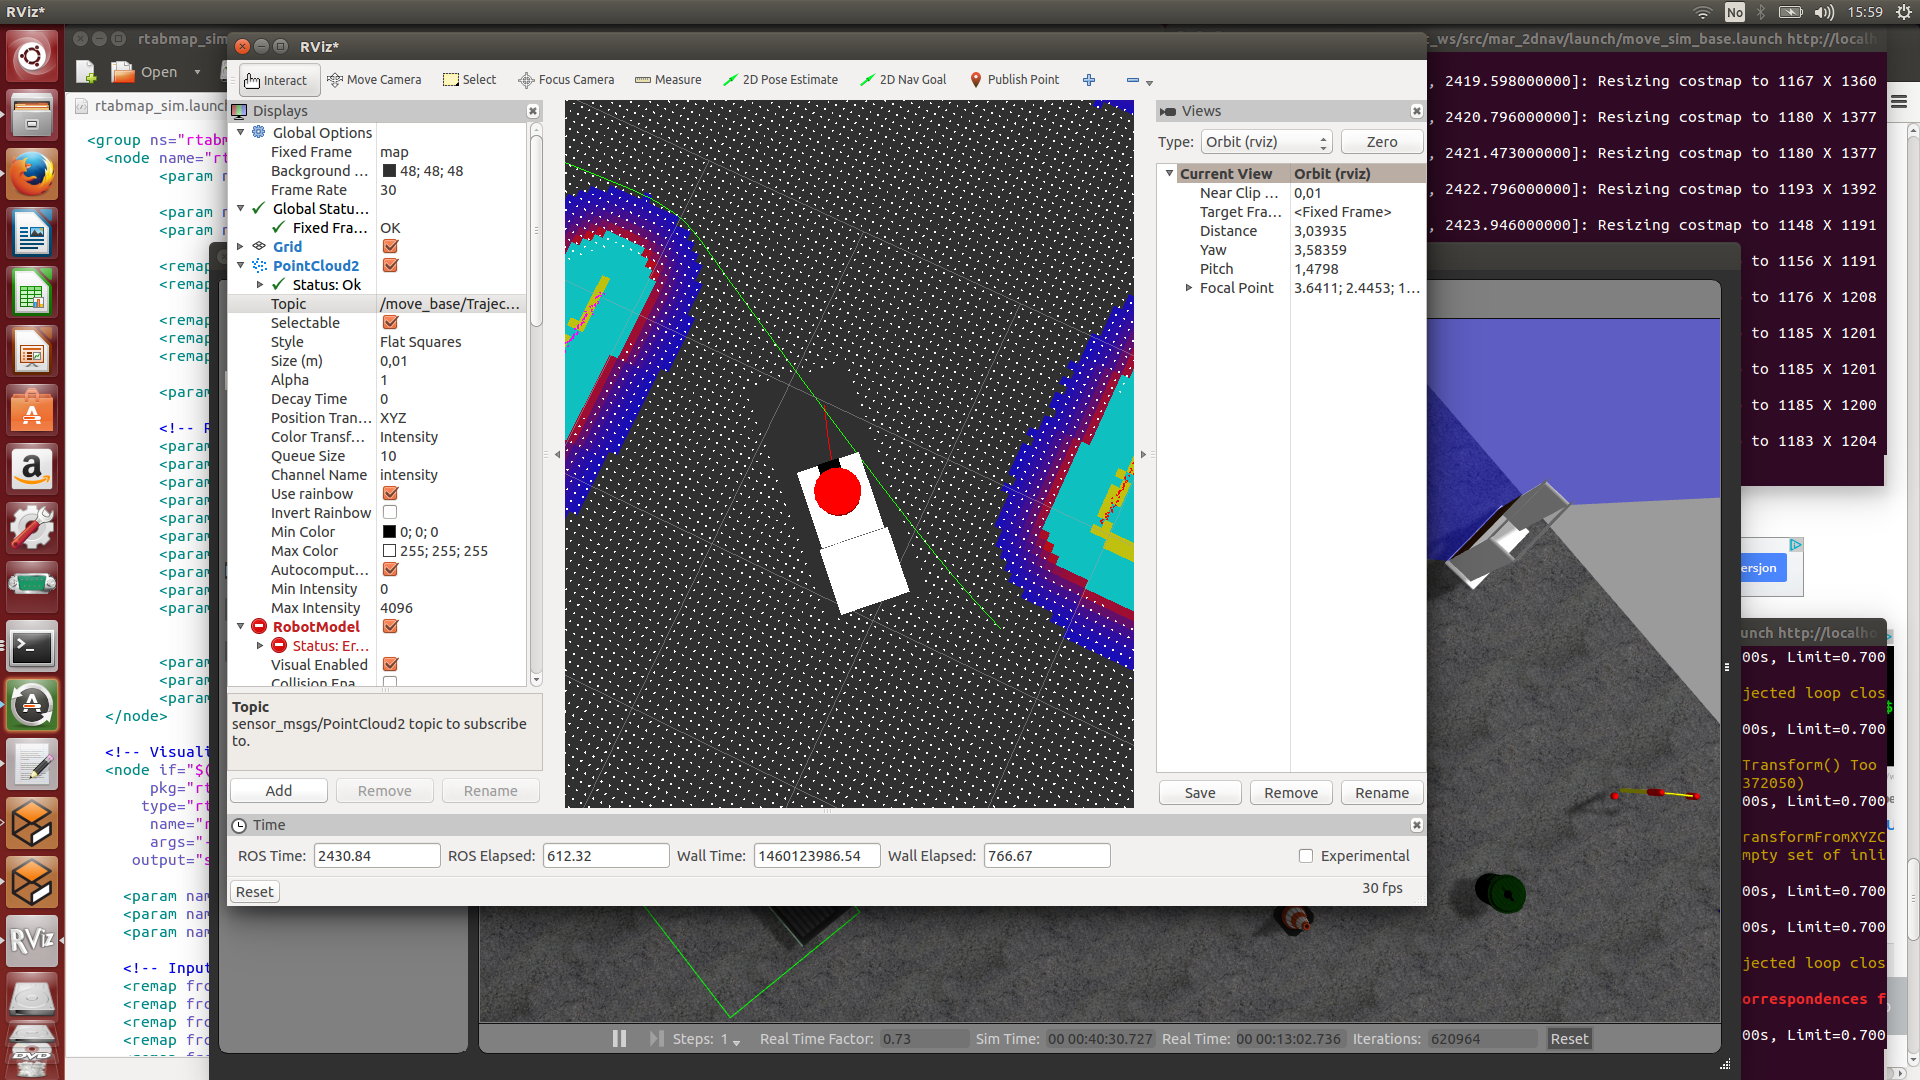 RViz*
No
15:59
rtabmap_sim
Open
rtabmap_sim.launch
<group ns="rtabm
<node name="rt
<param n
<param n
<param n
<remap
<remap
<remap
<remap
<remap
<param
<!-- R
<param
<param
<param
<param
<param
<param
<param
<param
<param
<param
<param
<param
<param
</node>
<!-- Visuali
<node if="$(
pkg="rt
type="rt
name="r
args="-
output="s
<param nam
<param nam
<param nam
<!-- Input
<remap fro
<remap fro
<remap fro
<remap fro
RViz*
Interact
Move Camera
Select
Focus Camera
Measure
2D Pose Estimate
2D Nav Goal
Publish Point
Displays
Global Options
Fixed Frame map
Background ... 48; 48; 48
Frame Rate 30
Global Statu...
Fixed Fra... OK
Grid
PointCloud2
Status: Ok
Topic /move_base/Trajec...
Selectable
Style Flat Squares
Size (m) 0,01
Alpha 1
Decay Time 0
Position Tran... XYZ
Color Transf... Intensity
Queue Size 10
Channel Name intensity
Use rainbow
Invert Rainbow
Min Color 0; 0; 0
Max Color 255; 255; 255
Autocomput...
Min Intensity 0
Max Intensity 4096
RobotModel
Status: Er...
Visual Enabled
Collision Ena
Topic
sensor_msgs/PointCloud2 topic to subscribe
to.
Add
Remove
Rename
Views
Type: Orbit (rviz) Zero
Current View Orbit (rviz)
Near Clip ... 0,01
Target Fra... <Fixed Frame>
Distance 3,03935
Yaw 3,58359
Pitch 1,4798
Focal Point 3.6411; 2.4453; 1...
Save
Remove
Rename
Time
ROS Time: 2430.84 ROS Elapsed: 612.32 Wall Time: 1460123986.54 Wall Elapsed: 766.67 Experimental
Reset
30 fps
_ws/src/mar_2dnav/launch/move_sim_base.launch http://localh
, 2419.598000000]: Resizing costmap to 1167 X 1360
, 2420.796000000]: Resizing costmap to 1180 X 1377
, 2421.473000000]: Resizing costmap to 1180 X 1377
, 2422.796000000]: Resizing costmap to 1193 X 1392
, 2423.946000000]: Resizing costmap to 1148 X 1191
to 1156 X 1191
to 1176 X 1208
to 1185 X 1201
to 1185 X 1201
to 1185 X 1200
to 1183 X 1204
ersjon
unch http://localho
00s, Limit=0.700
jected loop clos
00s, Limit=0.700
Transform() Too
372050)
00s, Limit=0.700
ransformFromXYZC
mpty set of inli
00s, Limit=0.700
00s, Limit=0.700
jected loop clos
orrespondences f
00s, Limit=0.700
Steps: 1 Real Time Factor: 0.73 Sim Time: 00 00:40:30.727 Real Time: 00 00:13:02.736 Iterations: 620964 Reset
RViz
DVD